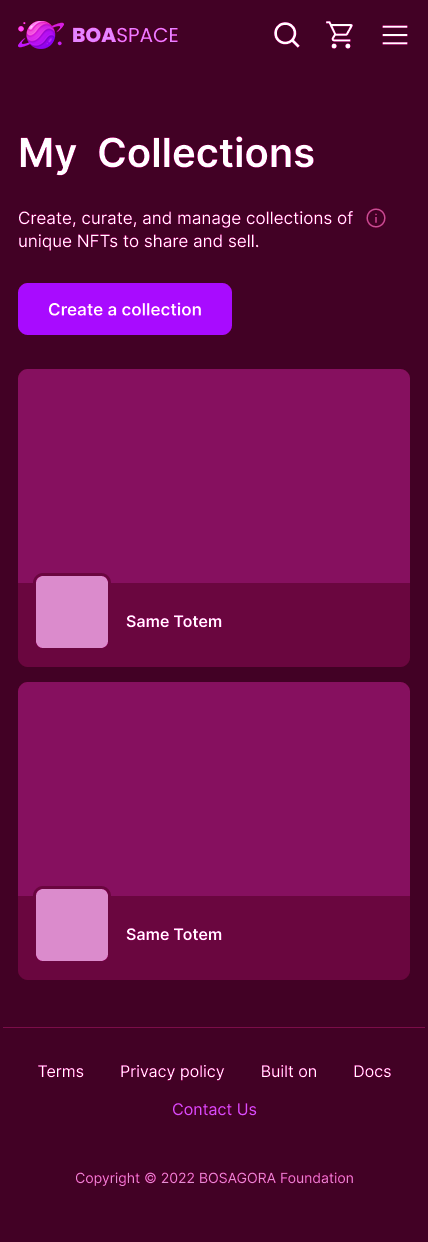 BOASPACE
My Collections
Create, curate, and manage collections of
unique NFTs to share and sell.
Create a collection
Same Totem
Same Totem
Terms Privacy policy Built on Docs
Contact Us
Copyright © 2022 BOSAGORA Foundation